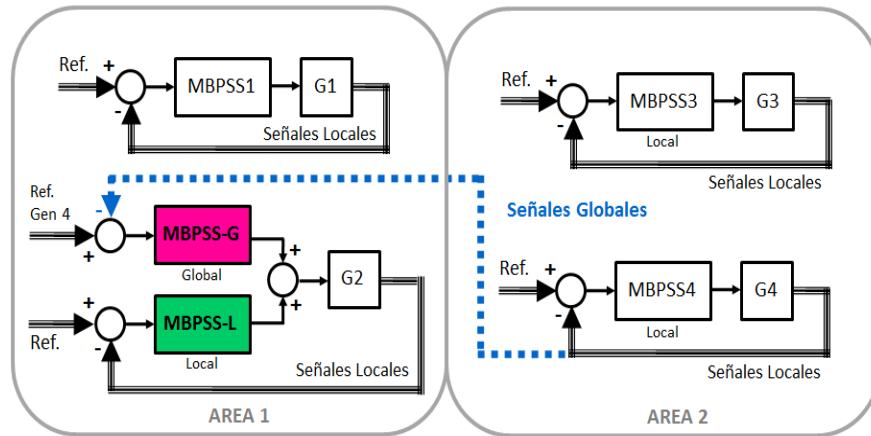 Ref.
+
-
MBPSS1
G1
Señales Locales
Ref.
Gen 4
-
+
MBPSS-G
Global
+
+
G2
+
-
Ref.
MBPSS-L
Local
Señales Locales
AREA 1
Ref.
+
-
MBPSS3
Local
G3
Señales Locales
Señales Globales
Ref.
+
-
MBPSS4
Local
G4
Señales Locales
AREA 2